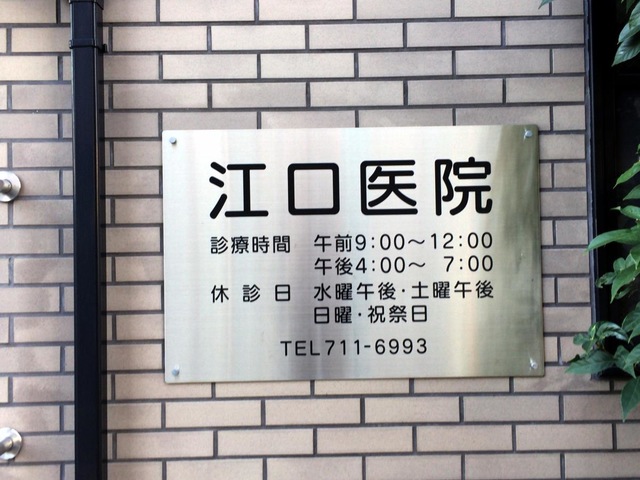 江口医院
診療時間 午前9:00〜12:00
午後4:00〜 7:00
休診日 水曜午後・土曜午後
日曜・祝祭日
TEL711-6993